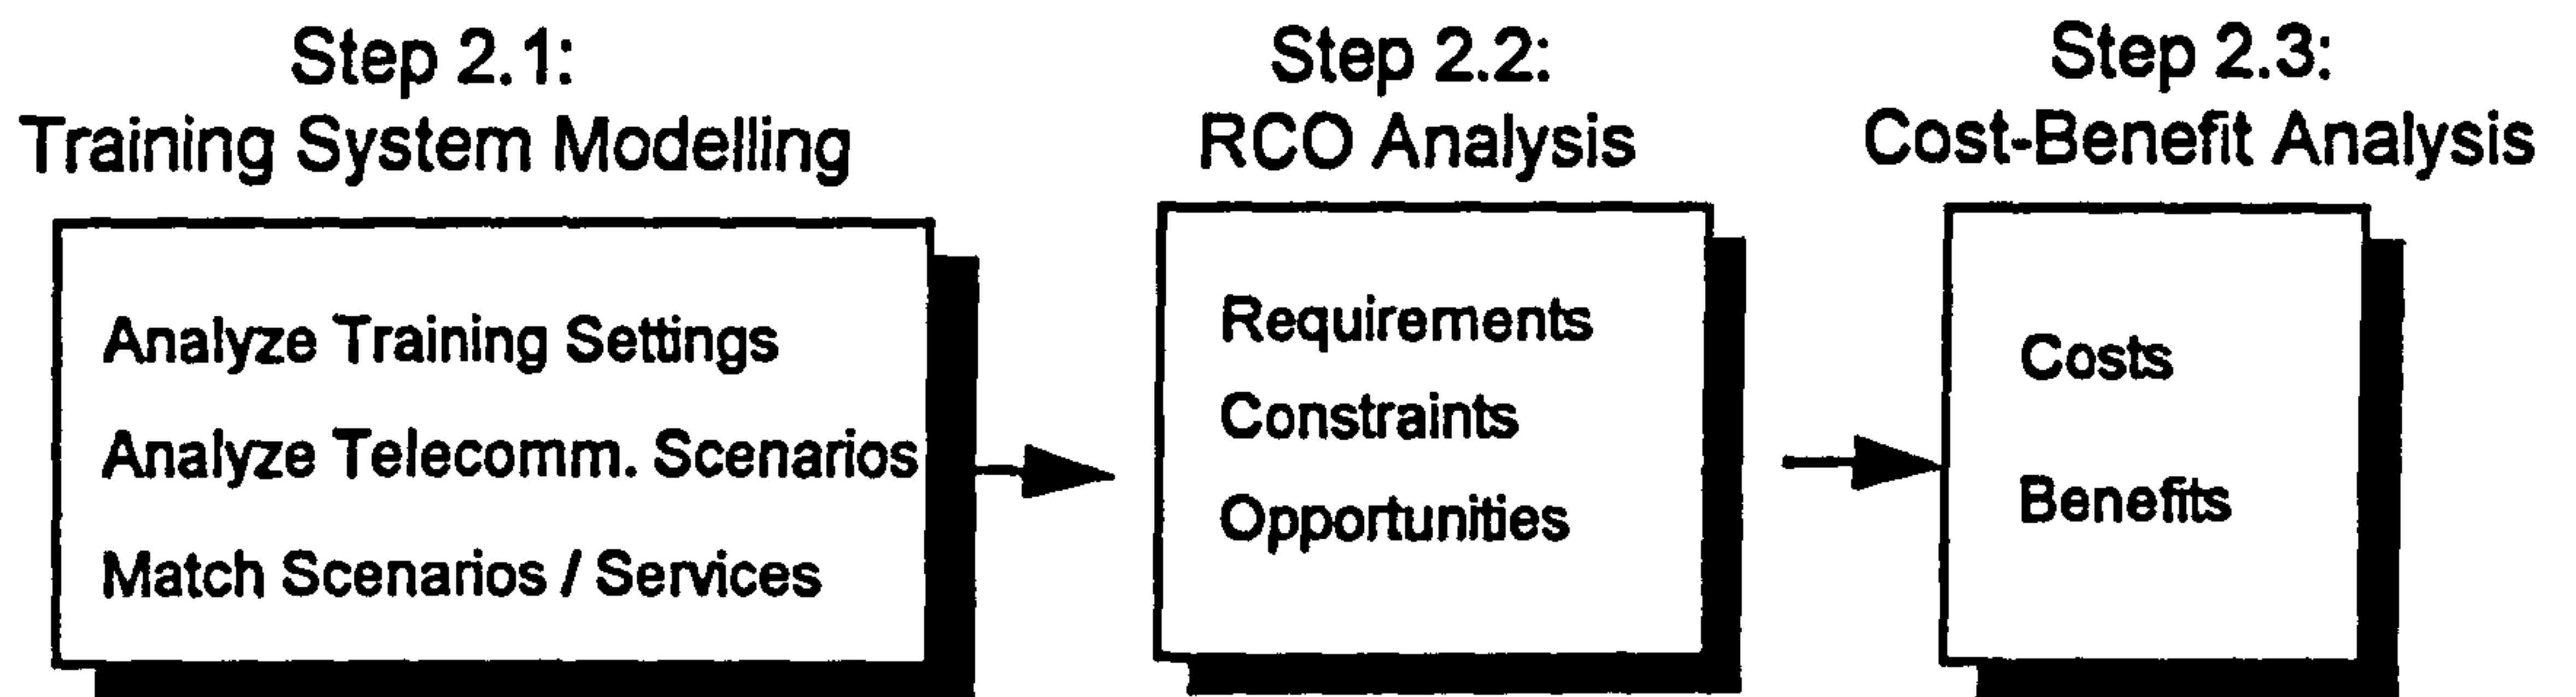 Step 2.1:
Training System Modelling
Analyze Training Settings
Analyze Telecomm. Scenarios
Match Scenarios / Services
Step 2.2:
RCO Analysis
Requirements
Constraints
Opportunities
Step 2.3:
Cost-Benefit Analysis
Costs
Benefits